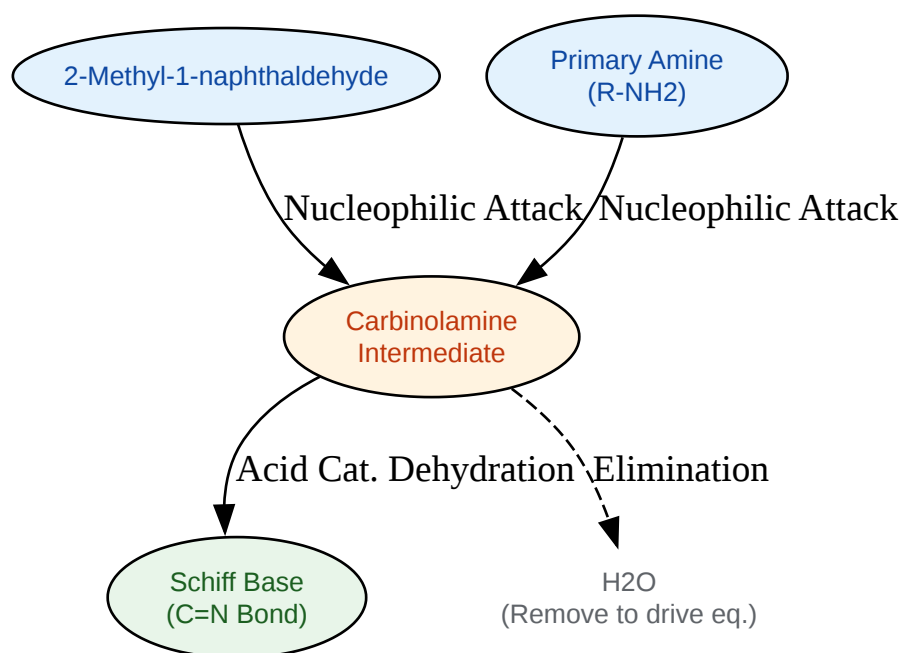 2-Methyl-1-naphthaldehyde
Primary Amine
(R-NH2)
Nucleophilic Attack
Nucleophilic Attack
Carbinolamine
Intermediate
Acid Cat. Dehydration
Elimination
Schiff Base
(C=N Bond)
H2O
(Remove to drive eq.)